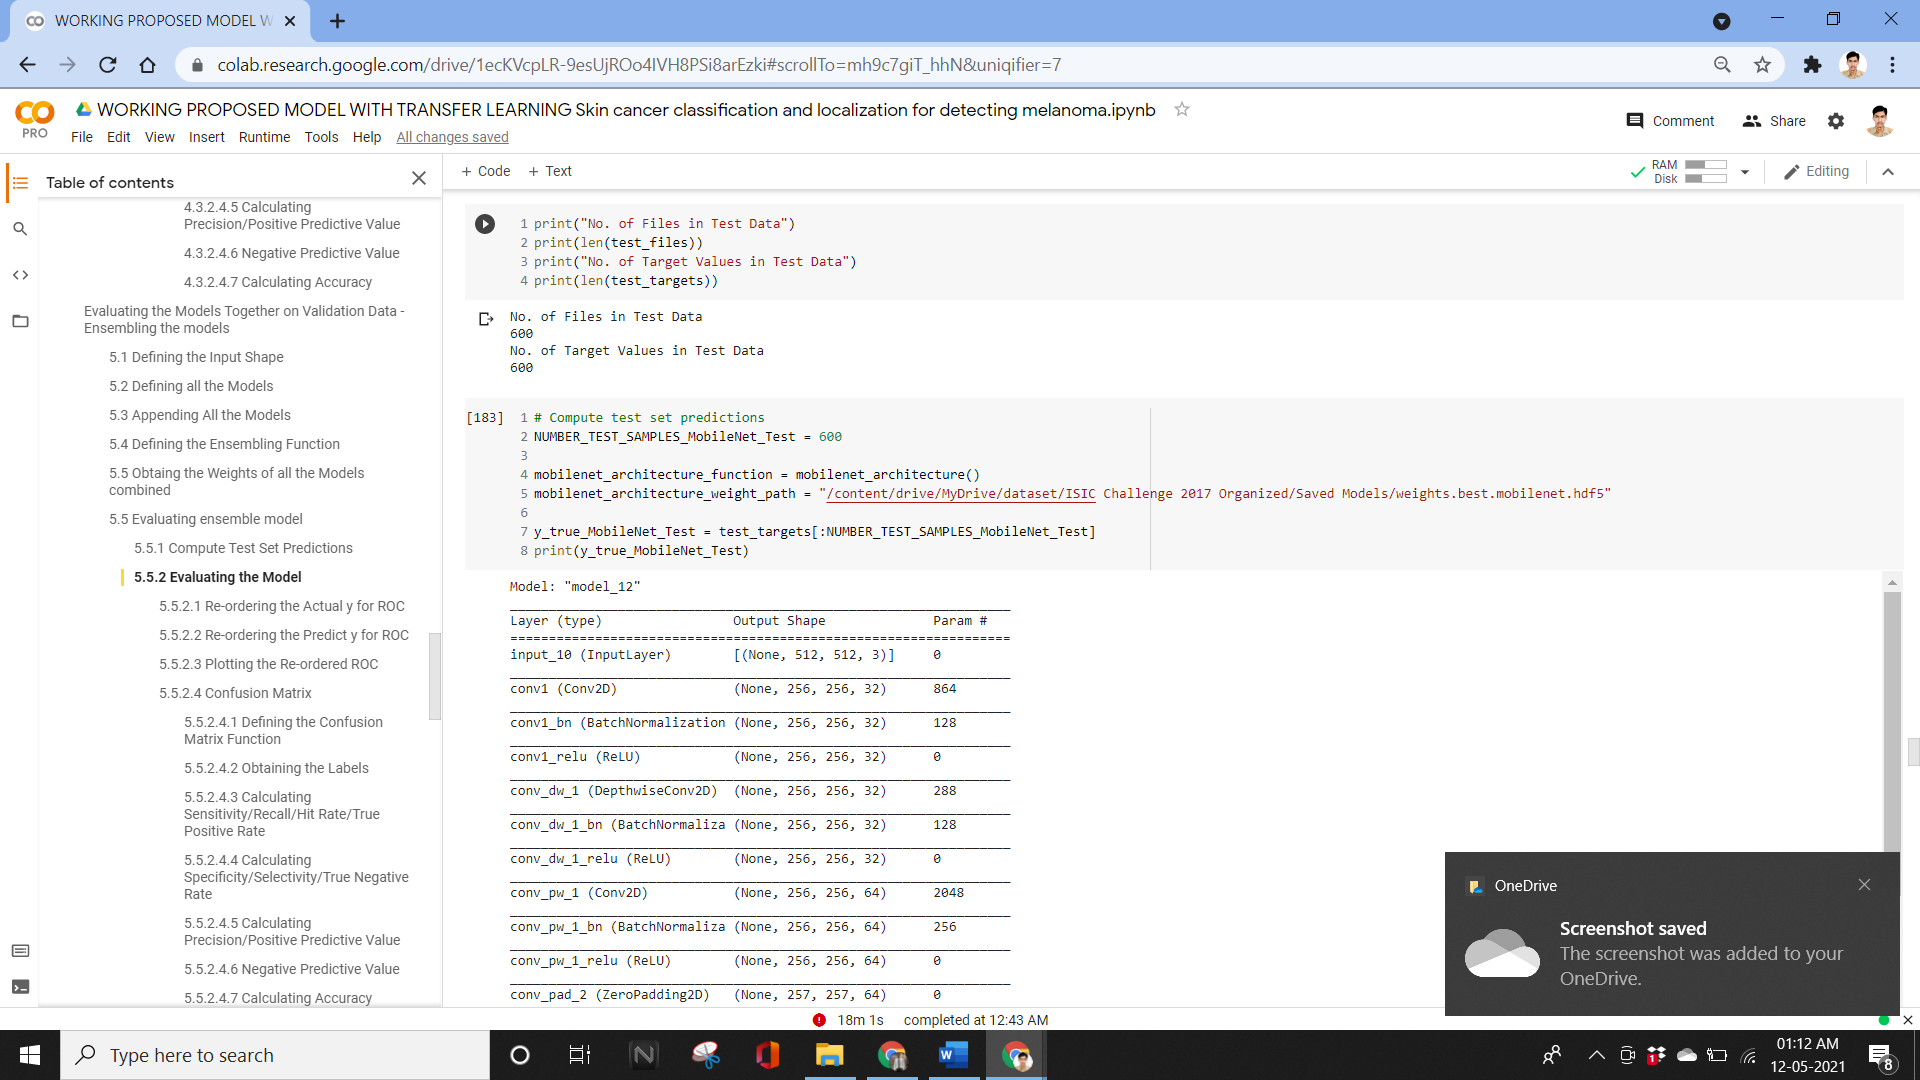 WORKING PROPOSED MODEL W
colab.research.google.com/drive/1ecKVcpLR-9esUjROo4IVH8PSi8arEzki#scrollTo=mh9c7giT_hhN&uniqifier=7
PRO
WORKING PROPOSED MODEL WITH TRANSFER LEARNING Skin cancer classification and localization for detecting melanoma.ipynb
File Edit View Insert Runtime Tools Help All changes saved
Comment Share
Table of contents
4.3.2.4.5 Calculating
Precision/Positive Predictive Value
4.3.2.4.6 Negative Predictive Value
4.3.2.4.7 Calculating Accuracy
Evaluating the Models Together on Validation Data -
Ensembling the models
5.1 Defining the Input Shape
5.2 Defining all the Models
5.3 Appending All the Models
5.4 Defining the Ensembling Function
5.5 Obtaing the Weights of all the Models
combined
5.5 Evaluating ensemble model
5.5.1 Compute Test Set Predictions
5.5.2 Evaluating the Model
5.5.2.1 Re-ordering the Actual y for ROC
5.5.2.2 Re-ordering the Predict y for ROC
5.5.2.3 Plotting the Re-ordered ROC
5.5.2.4 Confusion Matrix
5.5.2.4.1 Defining the Confusion
Matrix Function
5.5.2.4.2 Obtaining the Labels
5.5.2.4.3 Calculating
Sensitivity/Recall/Hit Rate/True
Positive Rate
5.5.2.4.4 Calculating
Specificity/Selectivity/True Negative
Rate
5.5.2.4.5 Calculating
Precision/Positive Predictive Value
5.5.2.4.6 Negative Predictive Value
5.5.2.4.7 Calculating Accuracy
+ Code + Text
RAM
Disk
Editing
1 print("No. of Files in Test Data")
2 print(len(test_files))
3 print("No. of Target Values in Test Data")
4 print(len(test_targets))
No. of Files in Test Data
600
No. of Target Values in Test Data
600
[183] 1 # Compute test set predictions
2 NUMBER_TEST_SAMPLES_MobileNet_Test = 600
3
4 mobilenet_architecture_function = mobilenet_architecture()
5 mobilenet_architecture_weight_path = "/content/drive/MyDrive/dataset/ISIC Challenge 2017 Organized/Saved Models/weights.best.mobilenet.hdf5"
6
7 y_true_MobileNet_Test = test_targets[:NUMBER_TEST_SAMPLES_MobileNet_Test]
8 print(y_true_MobileNet_Test)
Model: "model_12"
Layer (type) Output Shape Param #
input_10 (InputLayer) [(None, 512, 512, 3)] 0
conv1 (Conv2D) (None, 256, 256, 32) 864
conv1_bn (BatchNormalization (None, 256, 256, 32) 128
conv1_relu (ReLU) (None, 256, 256, 32) 0
conv_dw_1 (DepthwiseConv2D) (None, 256, 256, 32) 288
conv_dw_1_bn (BatchNormaliza (None, 256, 256, 32) 128
conv_dw_1_relu (ReLU) (None, 256, 256, 32) 0
conv_pw_1 (Conv2D) (None, 256, 256, 64) 2048
conv_pw_1_bn (BatchNormaliza (None, 256, 256, 64) 256
conv_pw_1_relu (ReLU) (None, 256, 256, 64) 0
conv_pad_2 (ZeroPadding2D) (None, 257, 257, 64) 0
OneDrive
Screenshot saved
The screenshot was added to your
OneDrive.
18m 1s completed at 12:43 AM
Type here to search
01:12 AM
12-05-2021
8